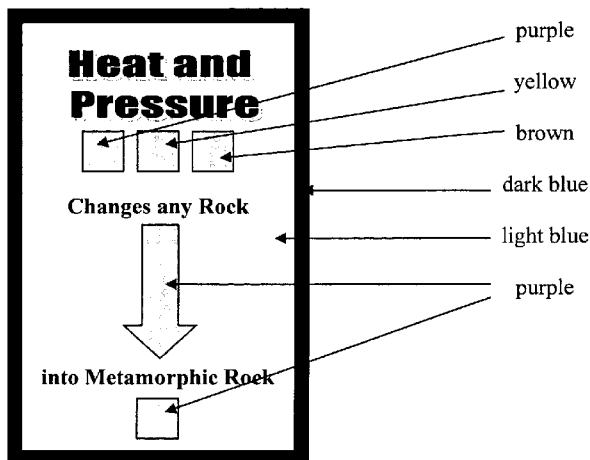 Heat and
Pressure
Changes any Rock
into Metamorphic Rock
purple
yellow
brown
dark blue
light blue
purple